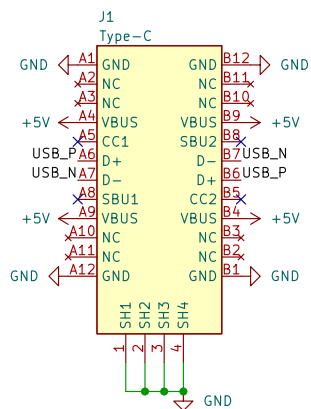 J1
Type-C
GND A1 GND GND B12 GND
A2 NC NC B11
A3 NC NC B10
+5V A4 VBUS VBUS B9 +5V
A5 CC1 SBU2 B8
USB_P A6 D+ D- B7 USB_N
USB_N A7 D- D+ B6 USB_P
A8 SBU1 CC2 B5
+5V A9 VBUS VBUS B4 +5V
A10 NC NC B3
A11 NC NC B2
GND A12 GND GND B1 GND
SH1 SH2 SH3 SH4
1 2 3 4
GND